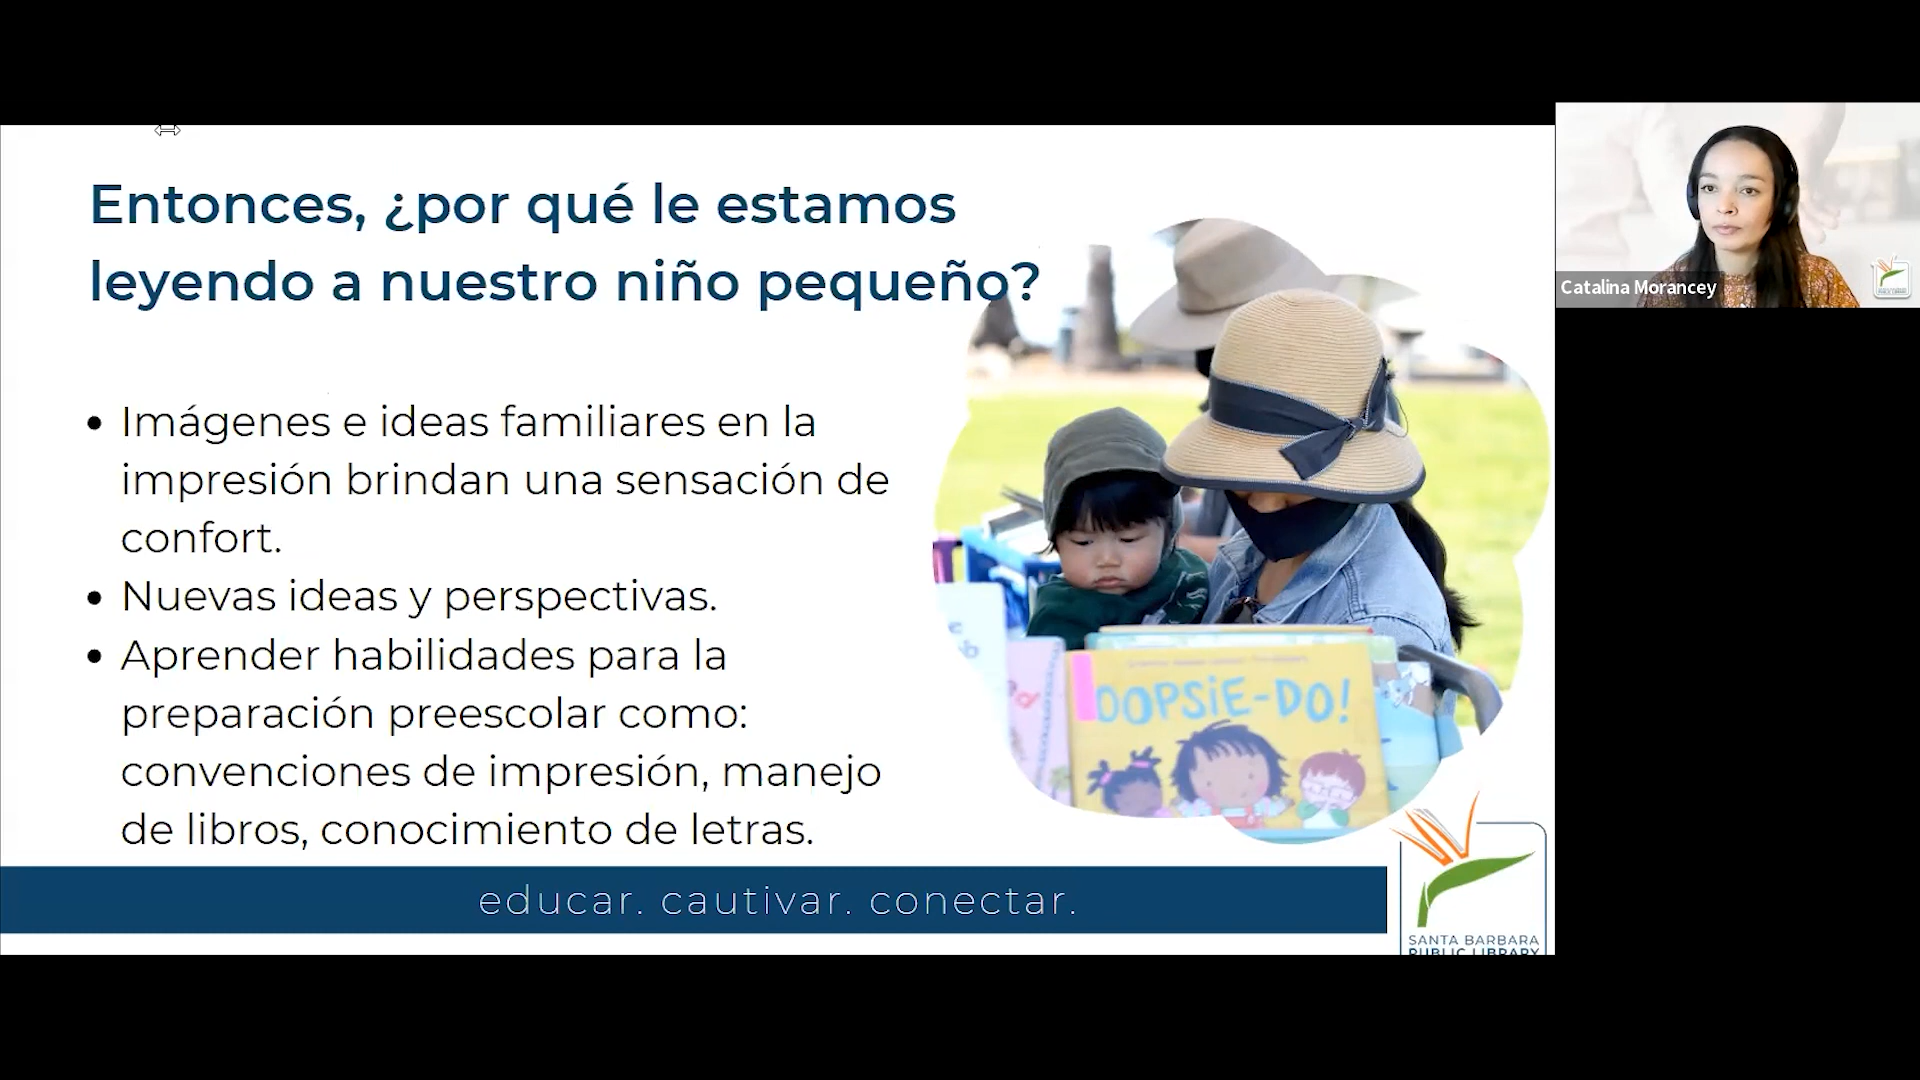 Entonces, ¿por qué le estamos
leyendo a nuestro niño pequeño?
Catalina Morancey
• Imágenes e ideas familiares en la
impresión brindan una sensación de
confort.
• Nuevas ideas y perspectivas.
• Aprender habilidades para la
preparación preescolar como:
convenciones de impresión, manejo
de libros, conocimiento de letras.
OOPSiE-DO!
educar. cautivar. conectar.
SANTA BARBARA
PUBLIC LIBRARY